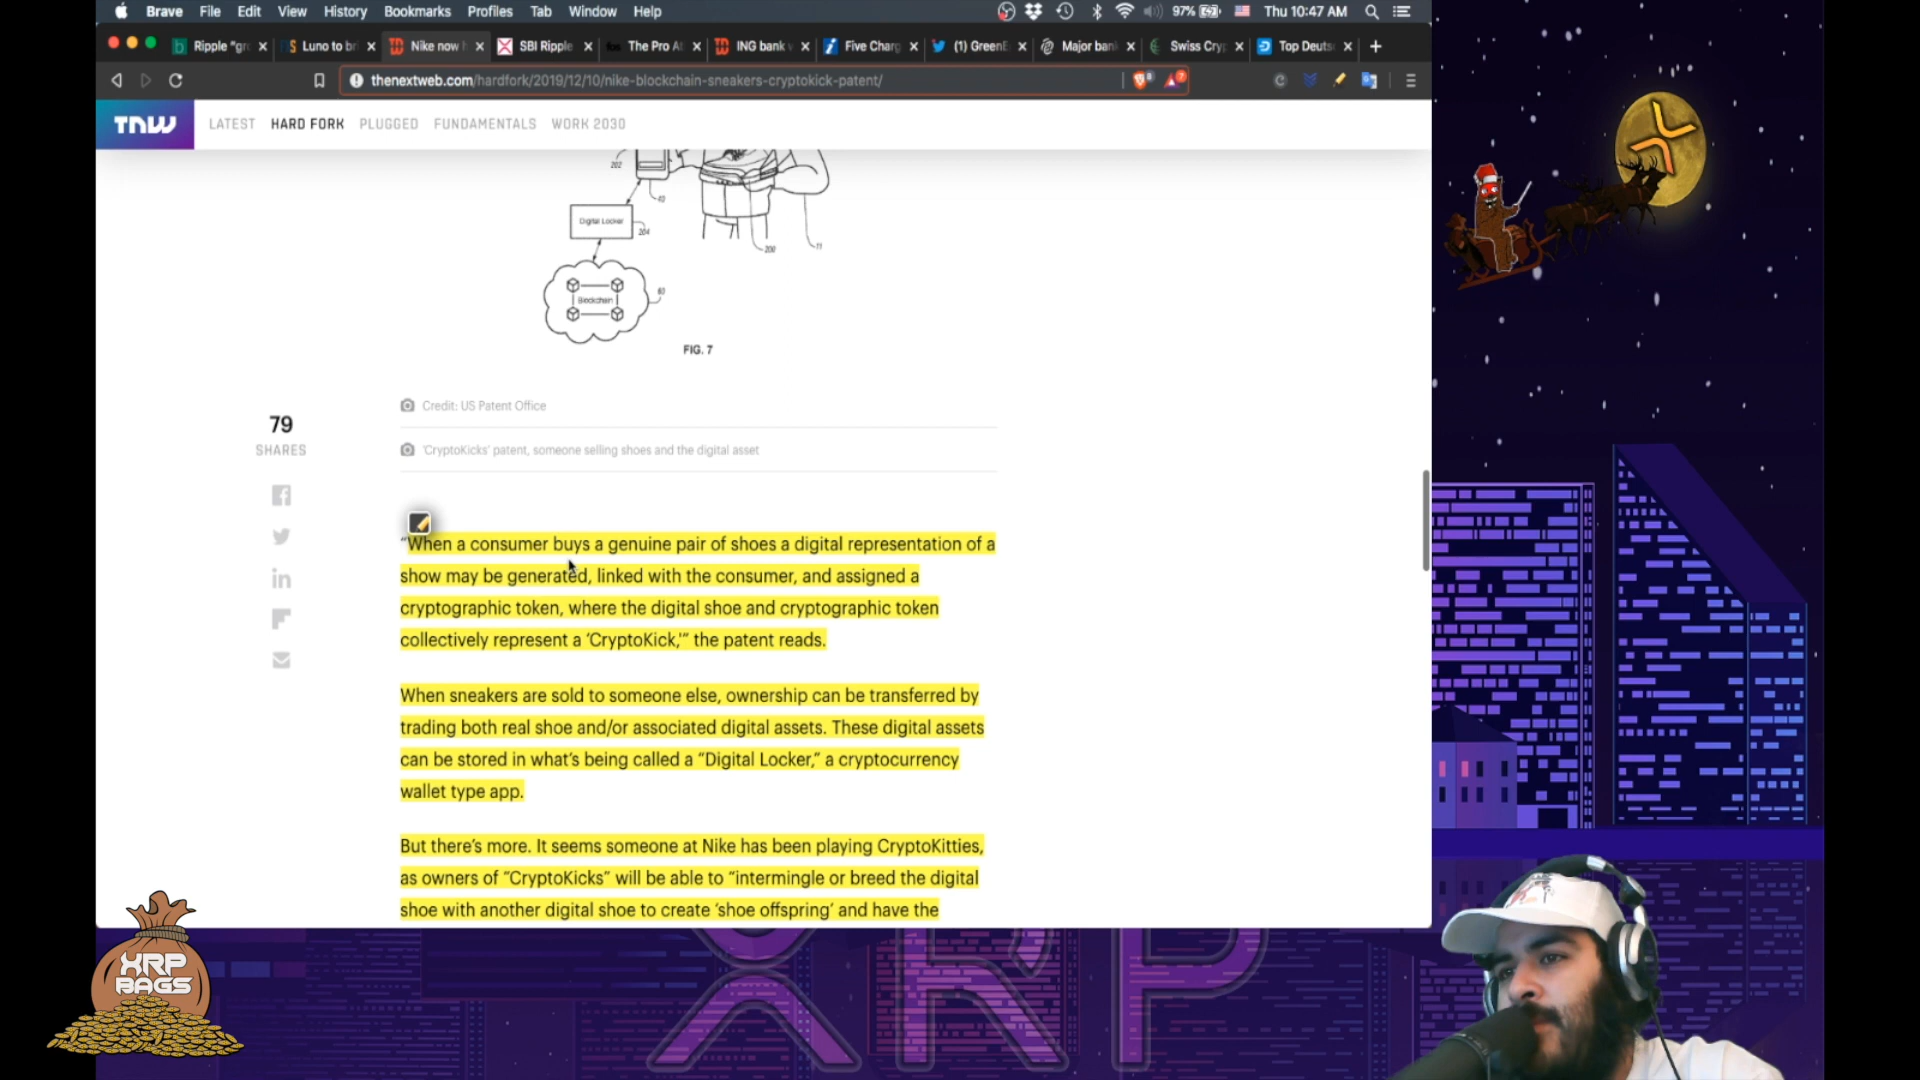 Brave File Edit View History Bookmarks Profiles Tab Window Help 97% Thu 10:47 AM
Ripple "gr Luno to br Nike now h SBI Ripple The Pro A ING bank v Five Charg (1) GreenE Major ban Swiss Cry Top Deuts
thenextweb.com/hardfork/2019/12/10/nike-blockchain-sneakers-cryptokick-patent/
TNW LATEST HARD FORK PLUGGED FUNDAMENTALS WORK 2030
202
40
Digital Locker
204
200
11
Blockchain
60
FIG. 7
Credit: US Patent Office
79
SHARES
'CryptoKicks' patent, someone selling shoes and the digital asset
“When a consumer buys a genuine pair of shoes a digital representation of a
show may be generated, linked with the consumer, and assigned a
cryptographic token, where the digital shoe and cryptographic token
collectively represent a ‘CryptoKick,'” the patent reads.
When sneakers are sold to someone else, ownership can be transferred by
trading both real shoe and/or associated digital assets. These digital assets
can be stored in what’s being called a “Digital Locker,” a cryptocurrency
wallet type app.
But there’s more. It seems someone at Nike has been playing CryptoKitties,
as owners of “CryptoKicks” will be able to “intermingle or breed the digital
shoe with another digital shoe to create ‘shoe offspring’ and have the
XRP
BAGS
XRP